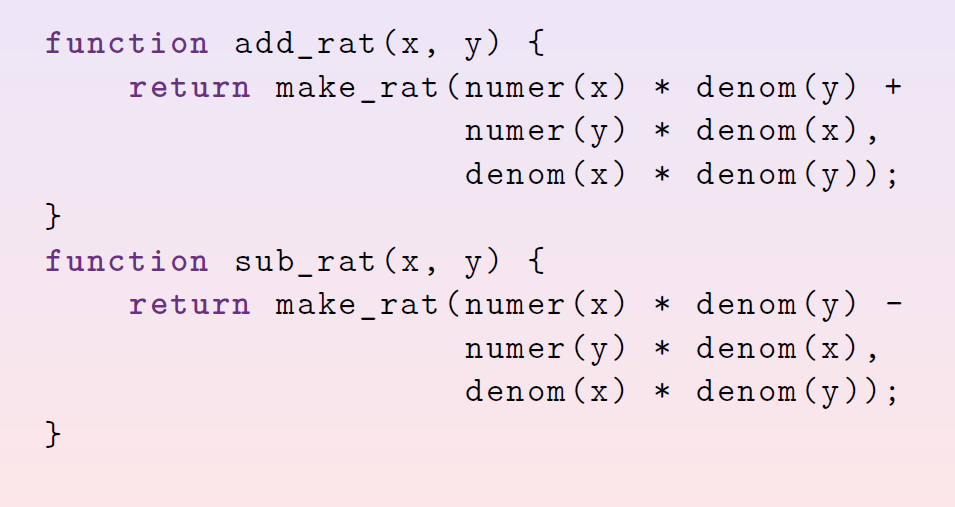 function add_rat(x, y) {
    return make_rat(numer(x) * denom(y) +
                    numer(y) * denom(x),
                    denom(x) * denom(y));
}
function sub_rat(x, y) {
    return make_rat(numer(x) * denom(y) -
                    numer(y) * denom(x),
                    denom(x) * denom(y));
}